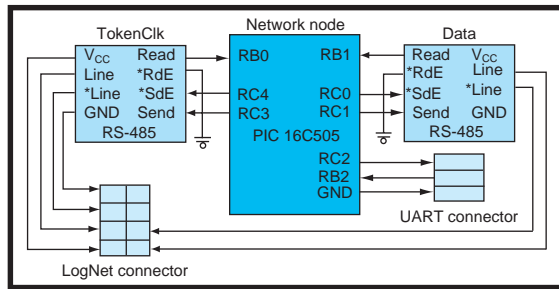 TokenClk
Network node
Data
VCC Read
Line *RdE
*Line *SdE
GND Send
RS-485
RB0 RB1
RC4 RC0
RC3 RC1
PIC 16C505
RC2
RB2
GND
Read VCC
*RdE Line
*SdE *Line
Send GND
RS-485
UART connector
LogNet connector